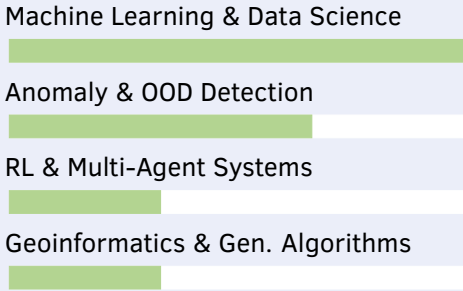 Machine Learning & Data Science
Anomaly & OOD Detection
RL & Multi-Agent Systems
Geoinformatics & Gen. Algorithms